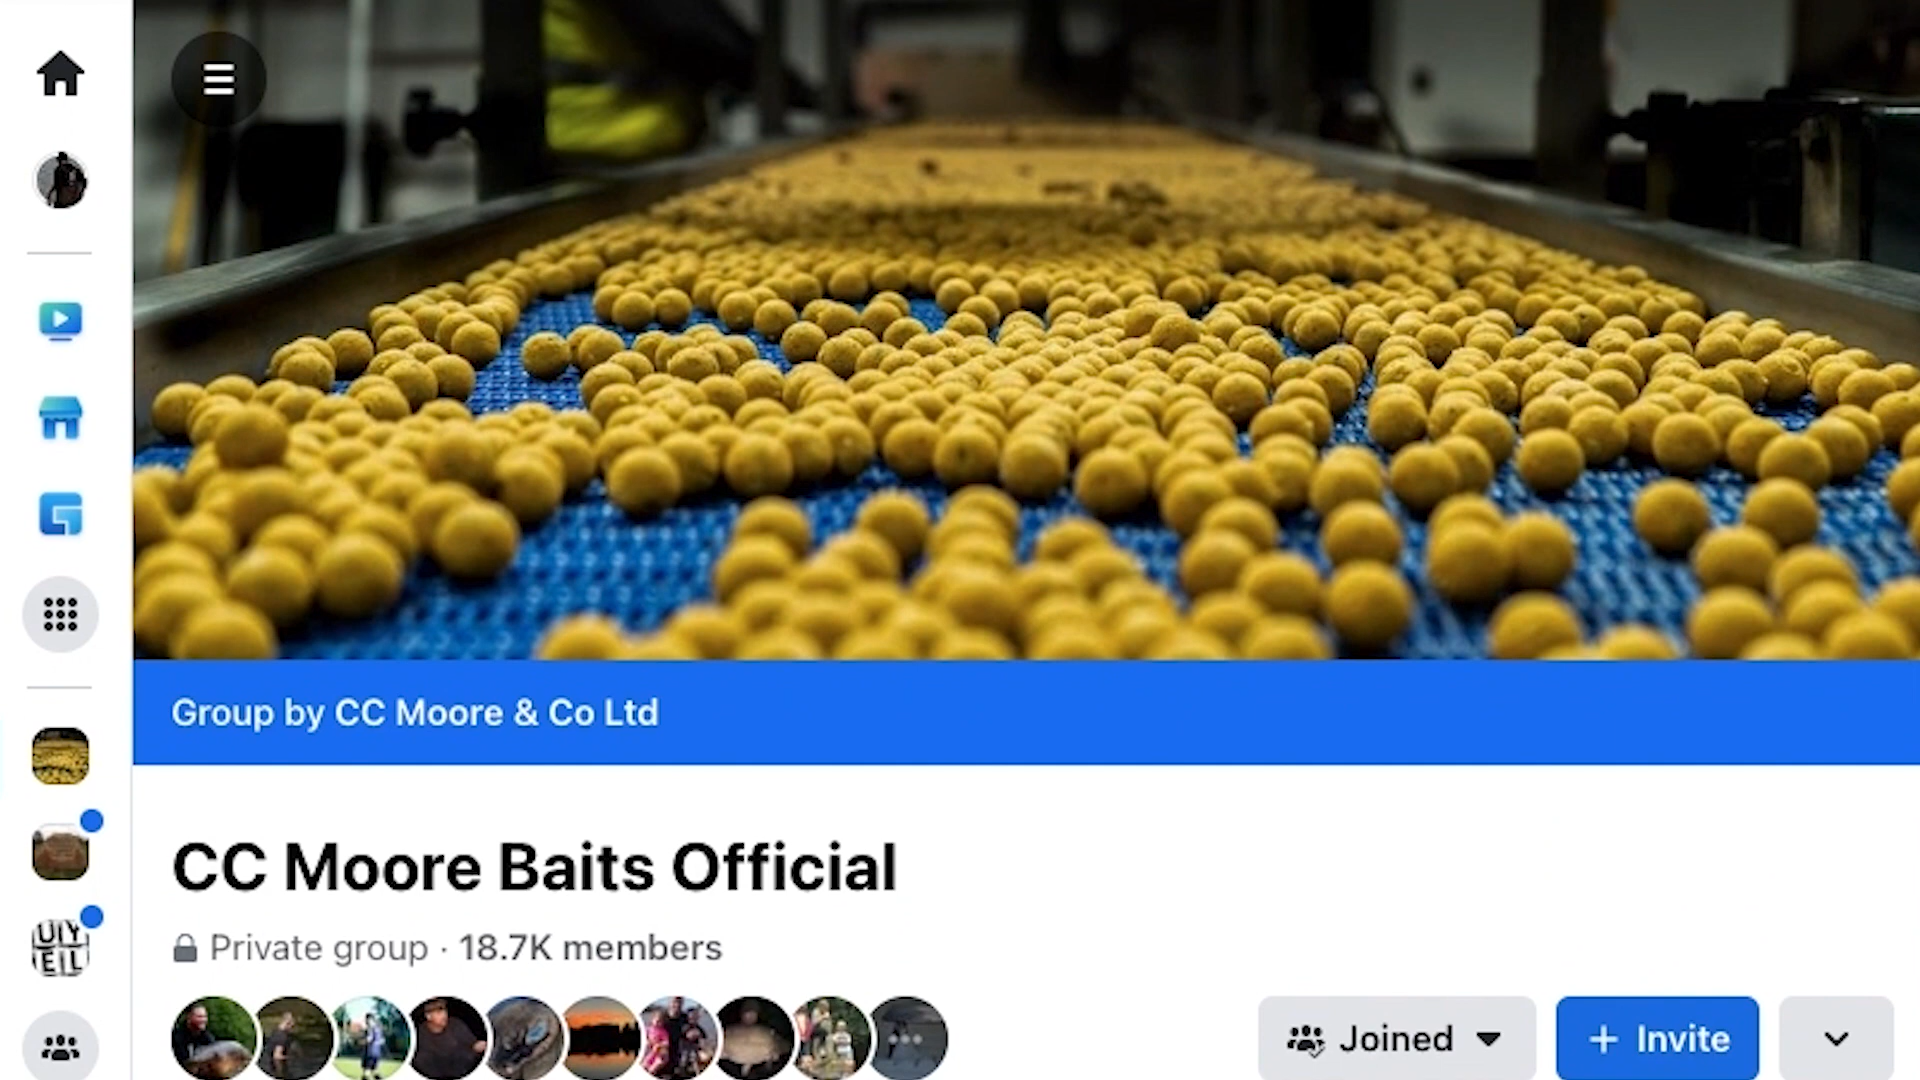 Group by CC Moore & Co Ltd
CC Moore Baits Official
Private group · 18.7K members
Joined
+ Invite